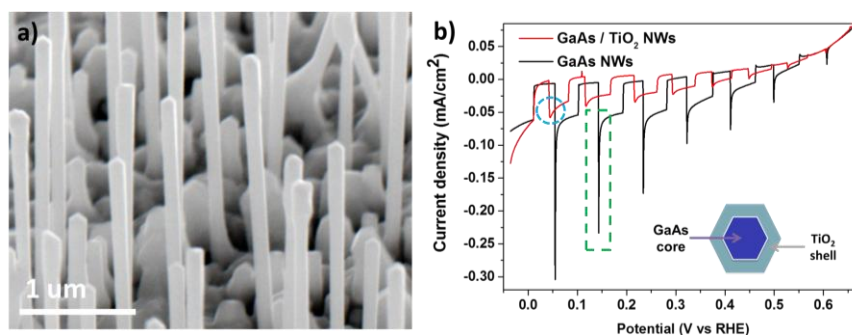 a)
1 um
b)
GaAs / TiO₂ NWs
GaAs NWs
Current density (mA/cm²)
0.05
0.00
-0.05
-0.10
-0.15
-0.20
-0.25
-0.30
GaAs
core
TiO₂
shell
0.0 0.1 0.2 0.3 0.4 0.5 0.6
Potential (V vs RHE)